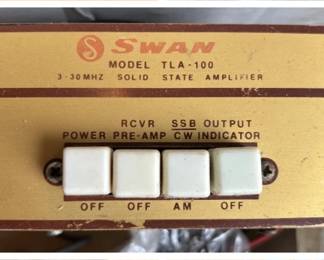 S SWAN
MODEL TLA-100
3-30MHZ SOLID STATE AMPLIFIER
RCVR SSB OUTPUT
POWER PRE-AMP CW INDICATOR
OFF OFF AM OFF